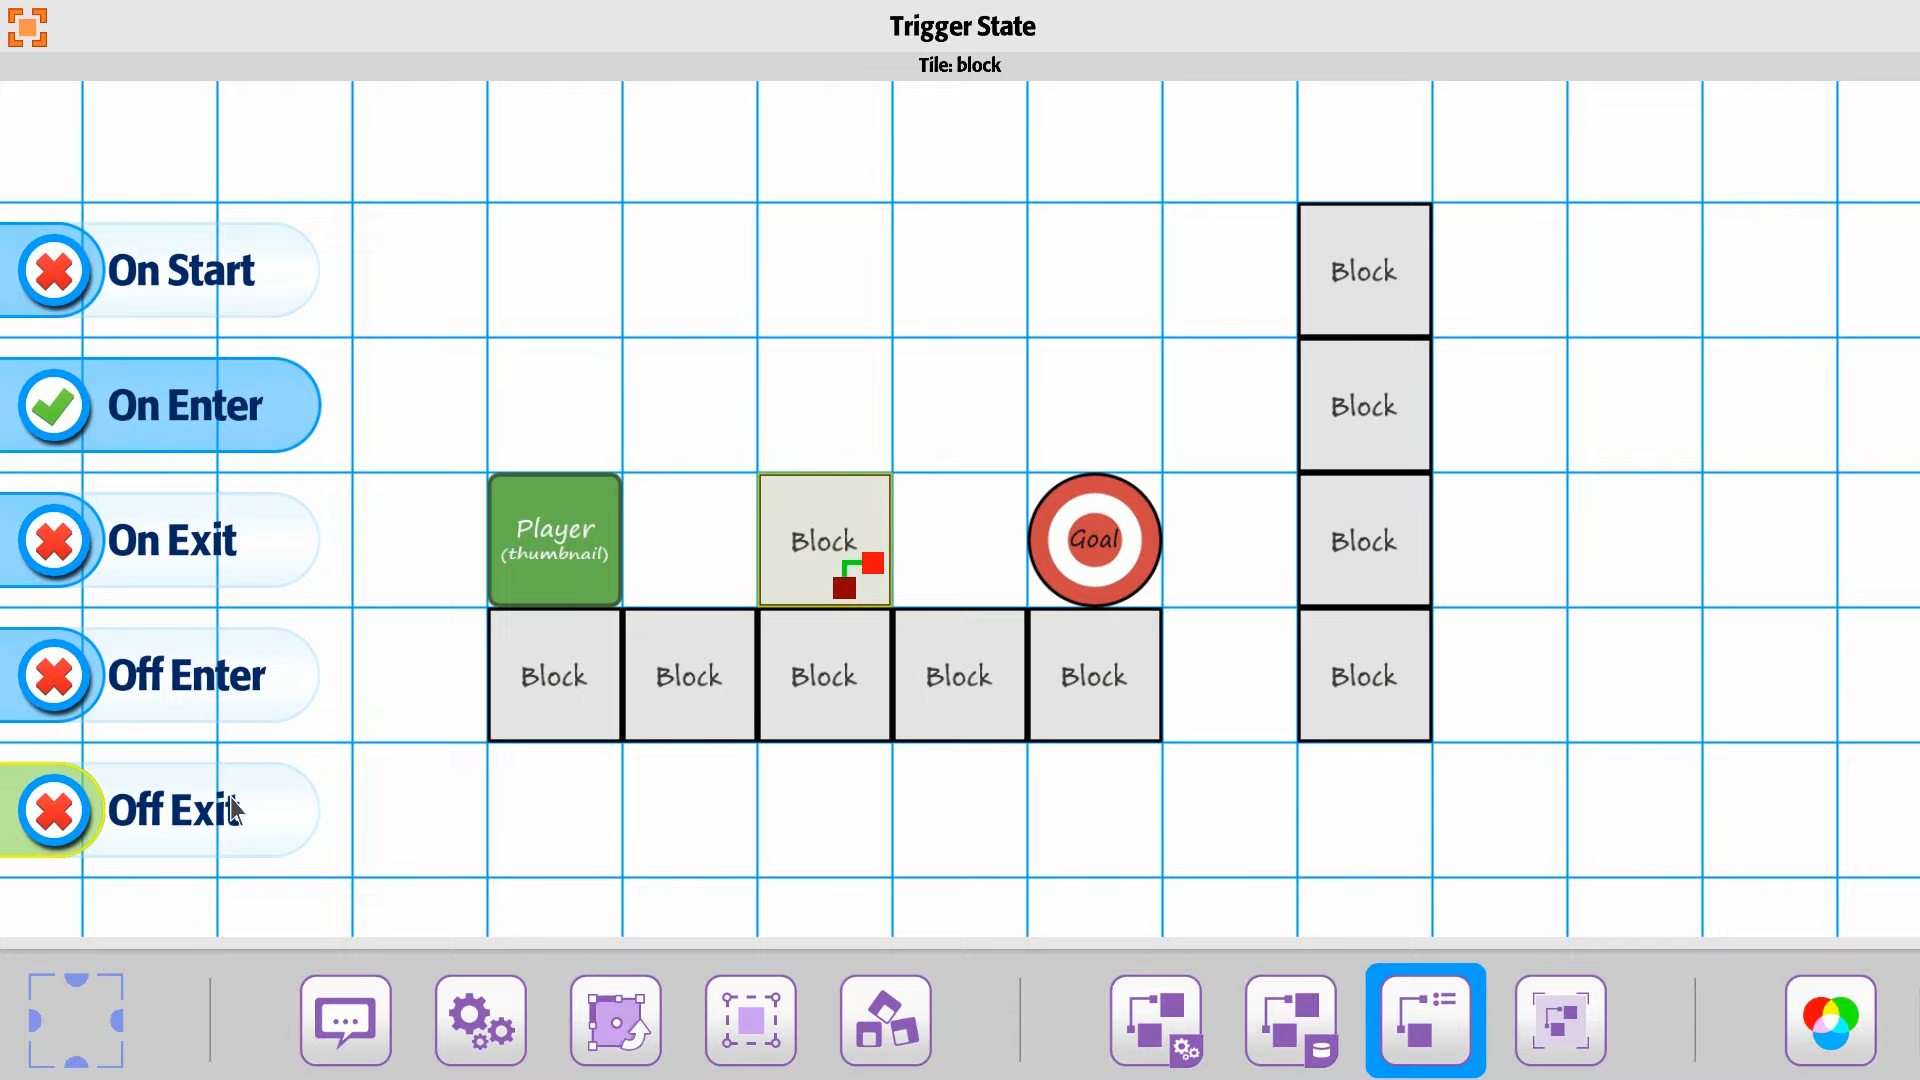 Trigger State
Tile: block
On Start
On Enter
On Exit
Off Enter
Off Exit
Block
Block
Player
(thumbnail)
Block
Goal
Block
Block
Block
Block
Block
Block
Block